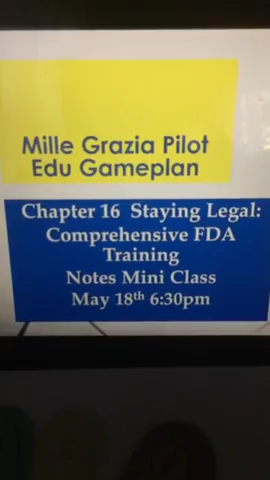 Mille Grazia Pilot
Edu Gameplan
Chapter 16 Staying Legal:
Comprehensive FDA
Training
Notes Mini Class
May 18th 6:30pm